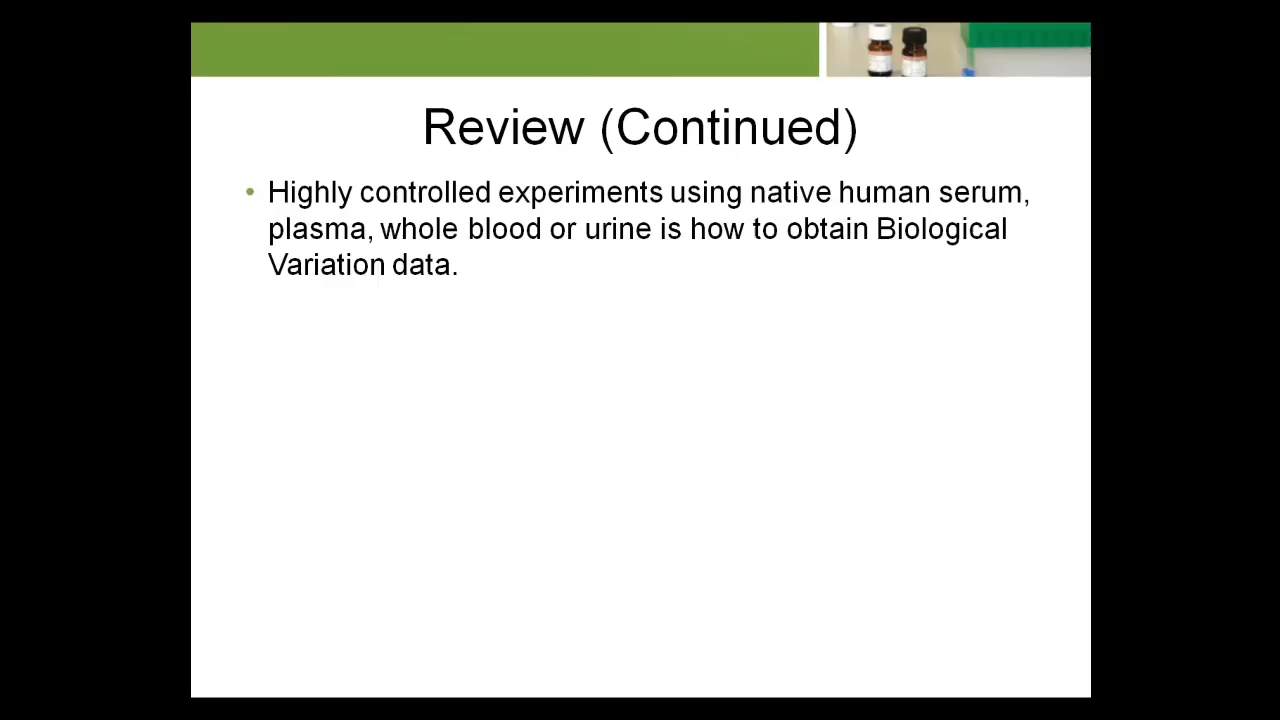 Review (Continued)
• Highly controlled experiments using native human serum,
plasma, whole blood or urine is how to obtain Biological
Variation data.